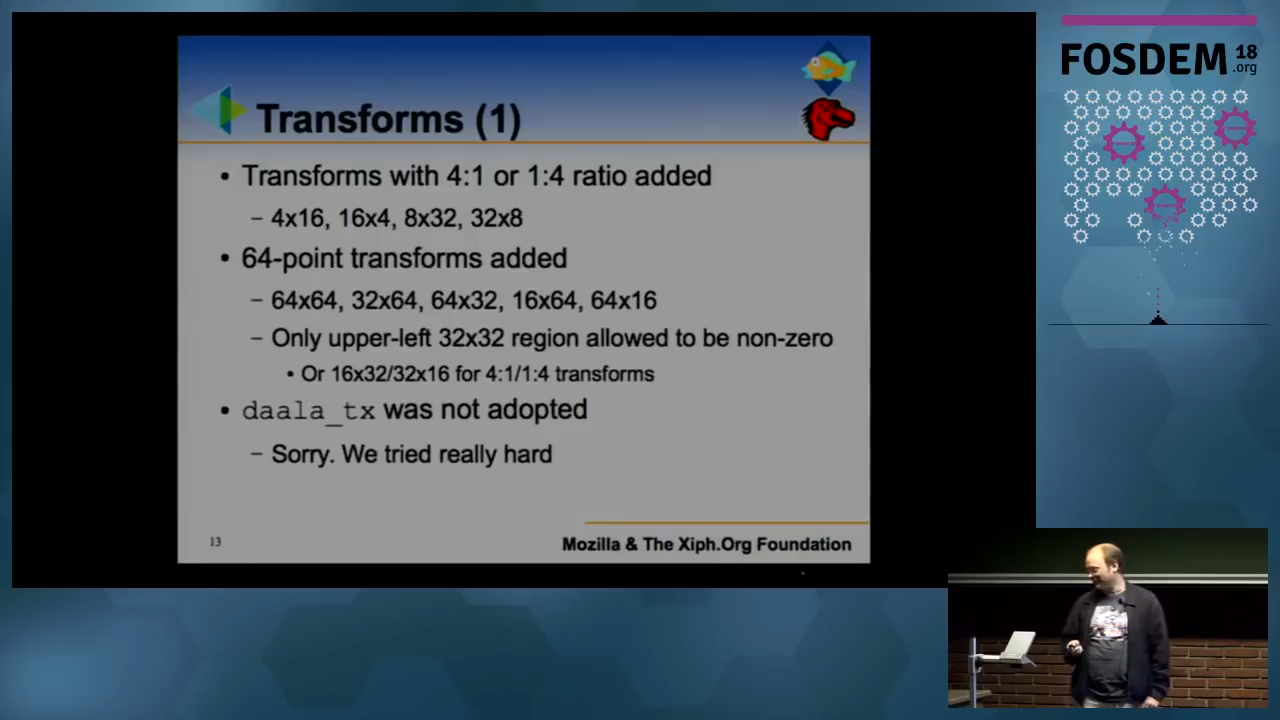 Transforms (1)
• Transforms with 4:1 or 1:4 ratio added
– 4x16, 16x4, 8x32, 32x8
• 64-point transforms added
– 64x64, 32x64, 64x32, 16x64, 64x16
– Only upper-left 32x32 region allowed to be non-zero
• Or 16x32/32x16 for 4:1/1:4 transforms
• daala_tx was not adopted
– Sorry. We tried really hard
13
Mozilla & The Xiph.Org Foundation
FOSDEM 18
.org